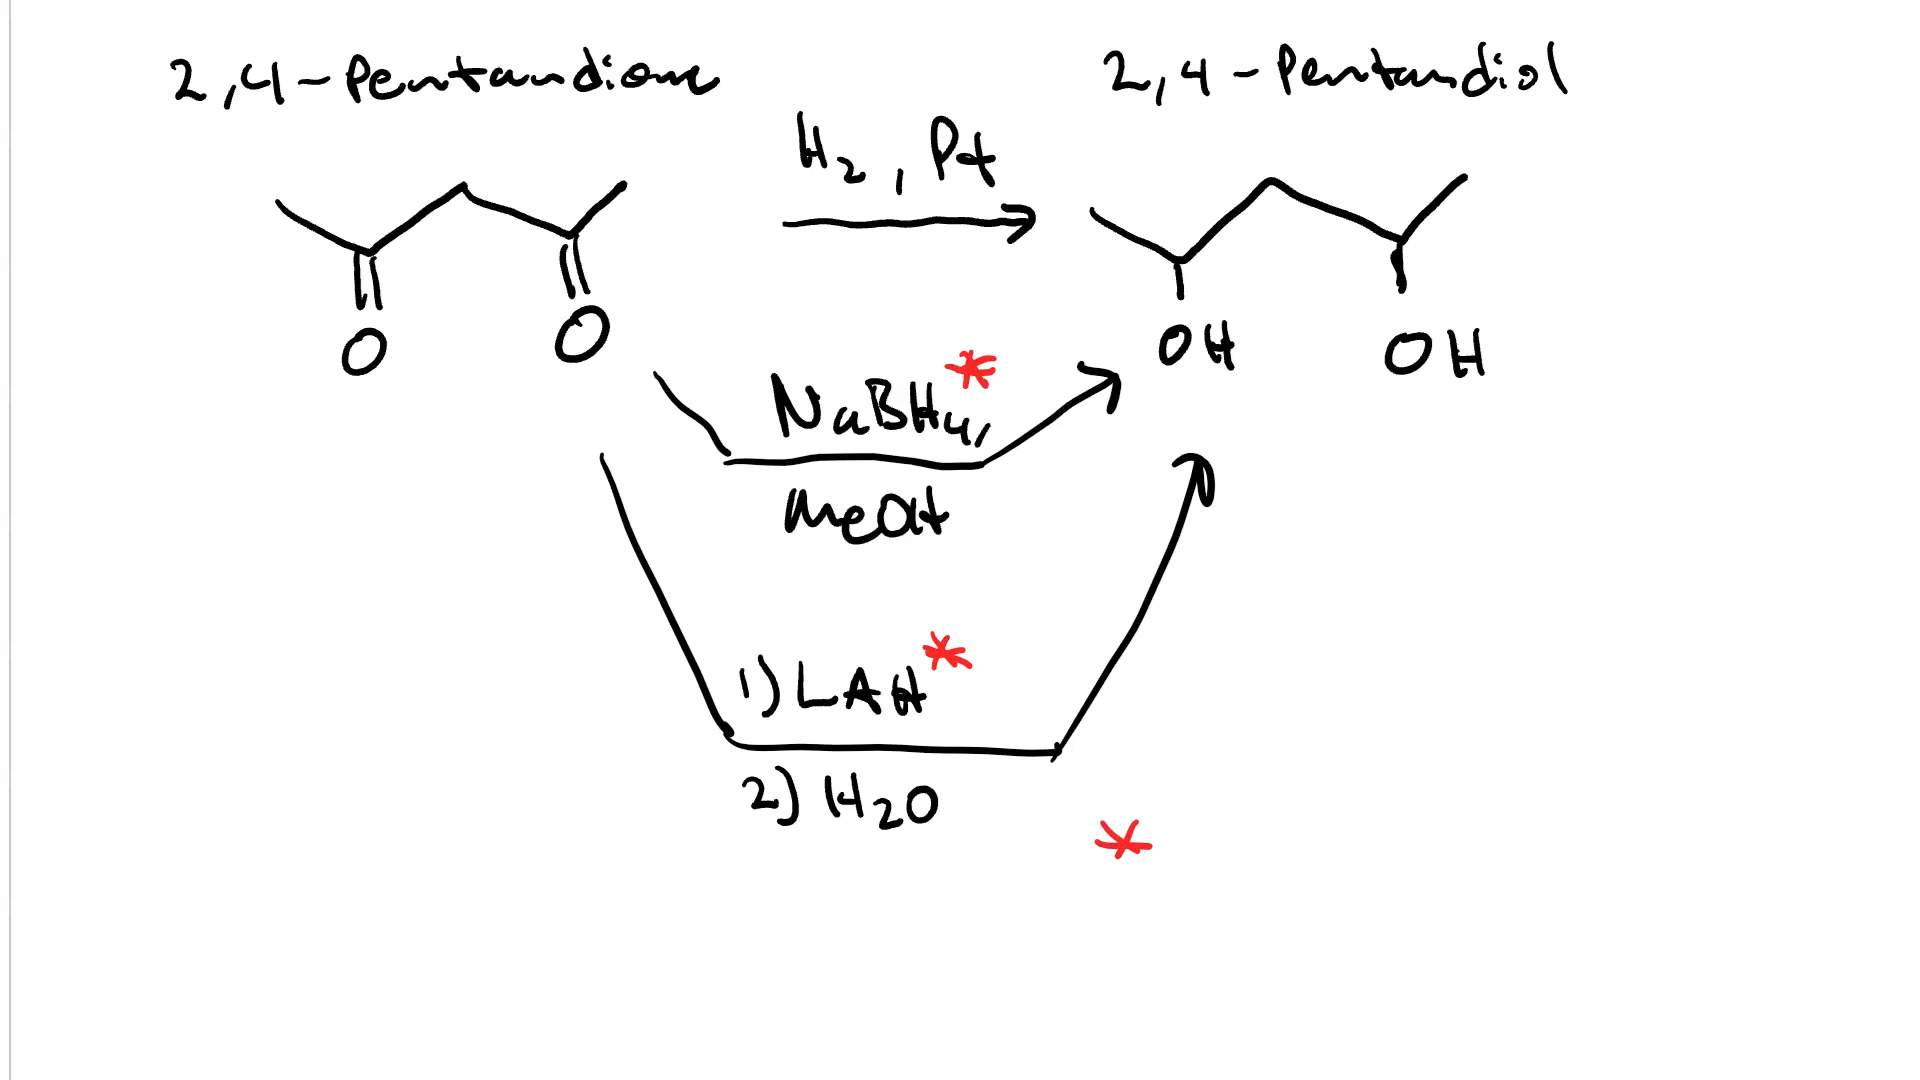 2,4-Pentandione
2,4-Pentandiol
H2, Pt
O
O
OH
OH
NaBH4,*
MeOH
1) LAH*
2) H2O
*